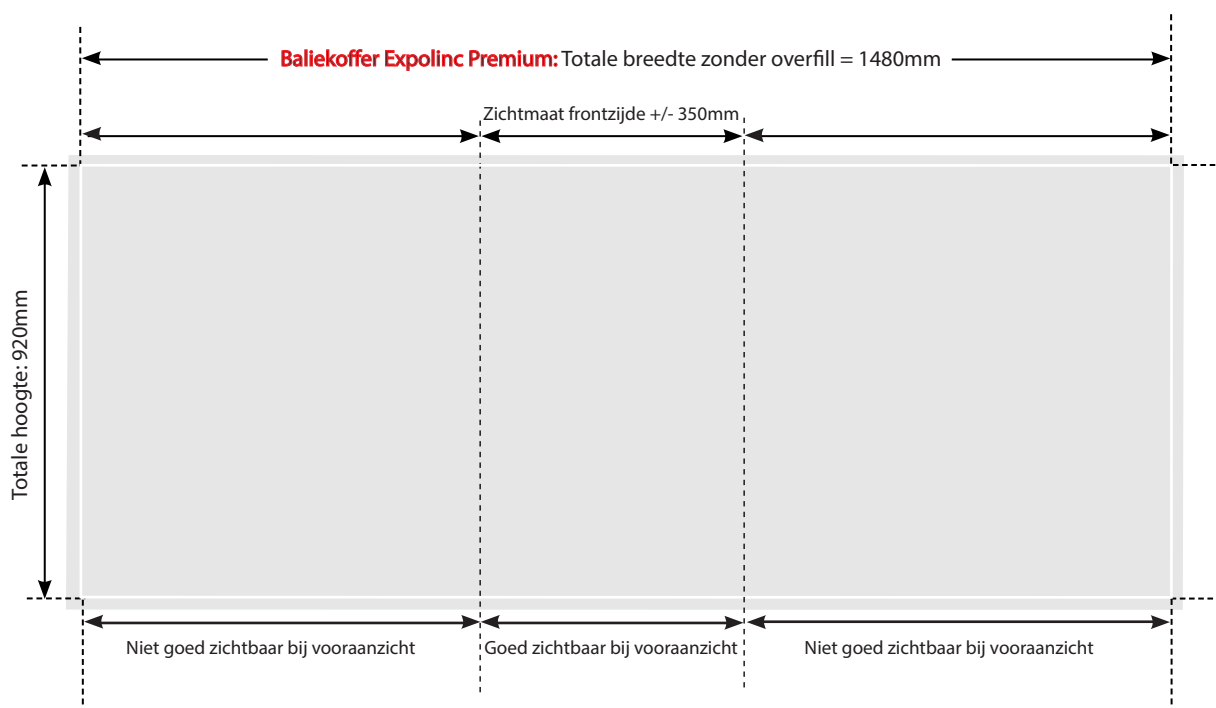 Baliekoffer Expolinc Premium: Totale breedte zonder overfill = 1480mm
Zichtmaat frontzijde +/- 350mm
Totale hoogte: 920mm
Niet goed zichtbaar bij vooraanzicht
Goed zichtbaar bij vooraanzicht
Niet goed zichtbaar bij vooraanzicht